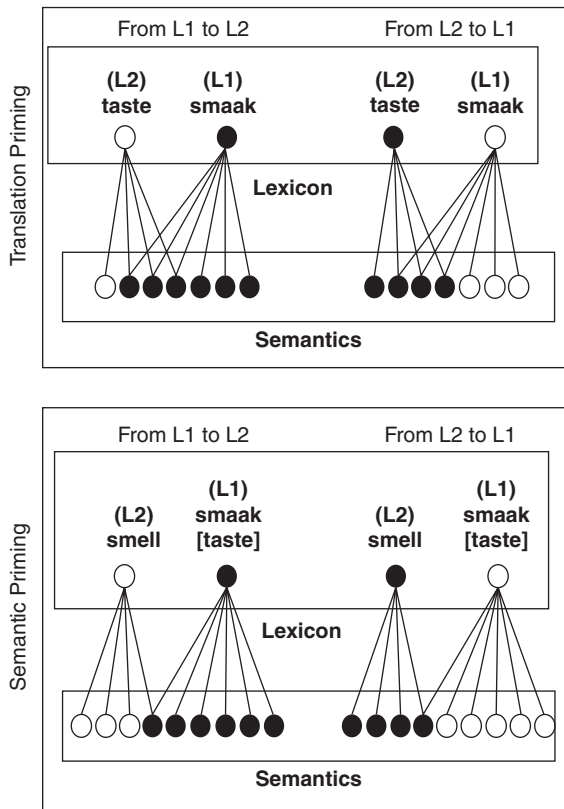 Translation Priming
From L1 to L2
From L2 to L1
(L2)
taste
(L1)
smaak
(L2)
taste
(L1)
smaak
Lexicon
Semantics
Semantic Priming
From L1 to L2
From L2 to L1
(L2)
smell
(L1)
smaak
[taste]
(L2)
smell
(L1)
smaak
[taste]
Lexicon
Semantics